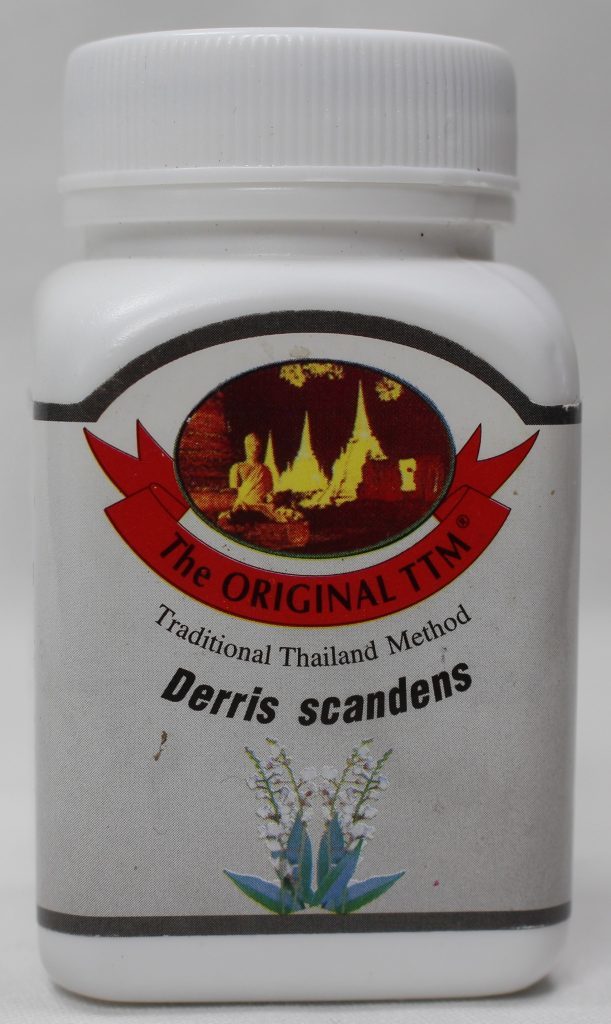 The ORIGINAL TTM®
Traditional Thailand Method
Derris scandens